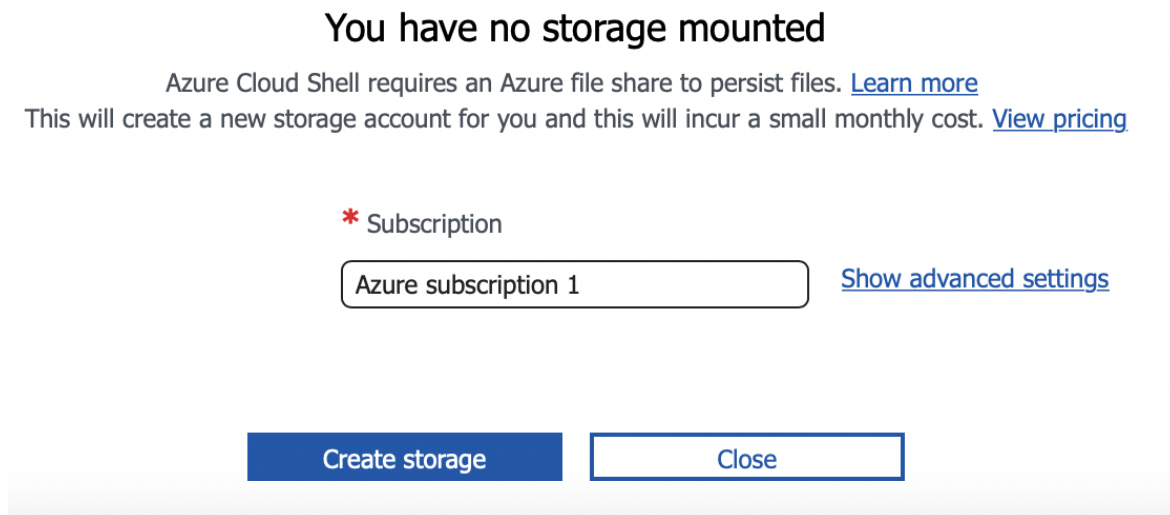 You have no storage mounted
Azure Cloud Shell requires an Azure file share to persist files. Learn more
This will create a new storage account for you and this will incur a small monthly cost. View pricing
* Subscription
Azure subscription 1
Show advanced settings
Create storage
Close